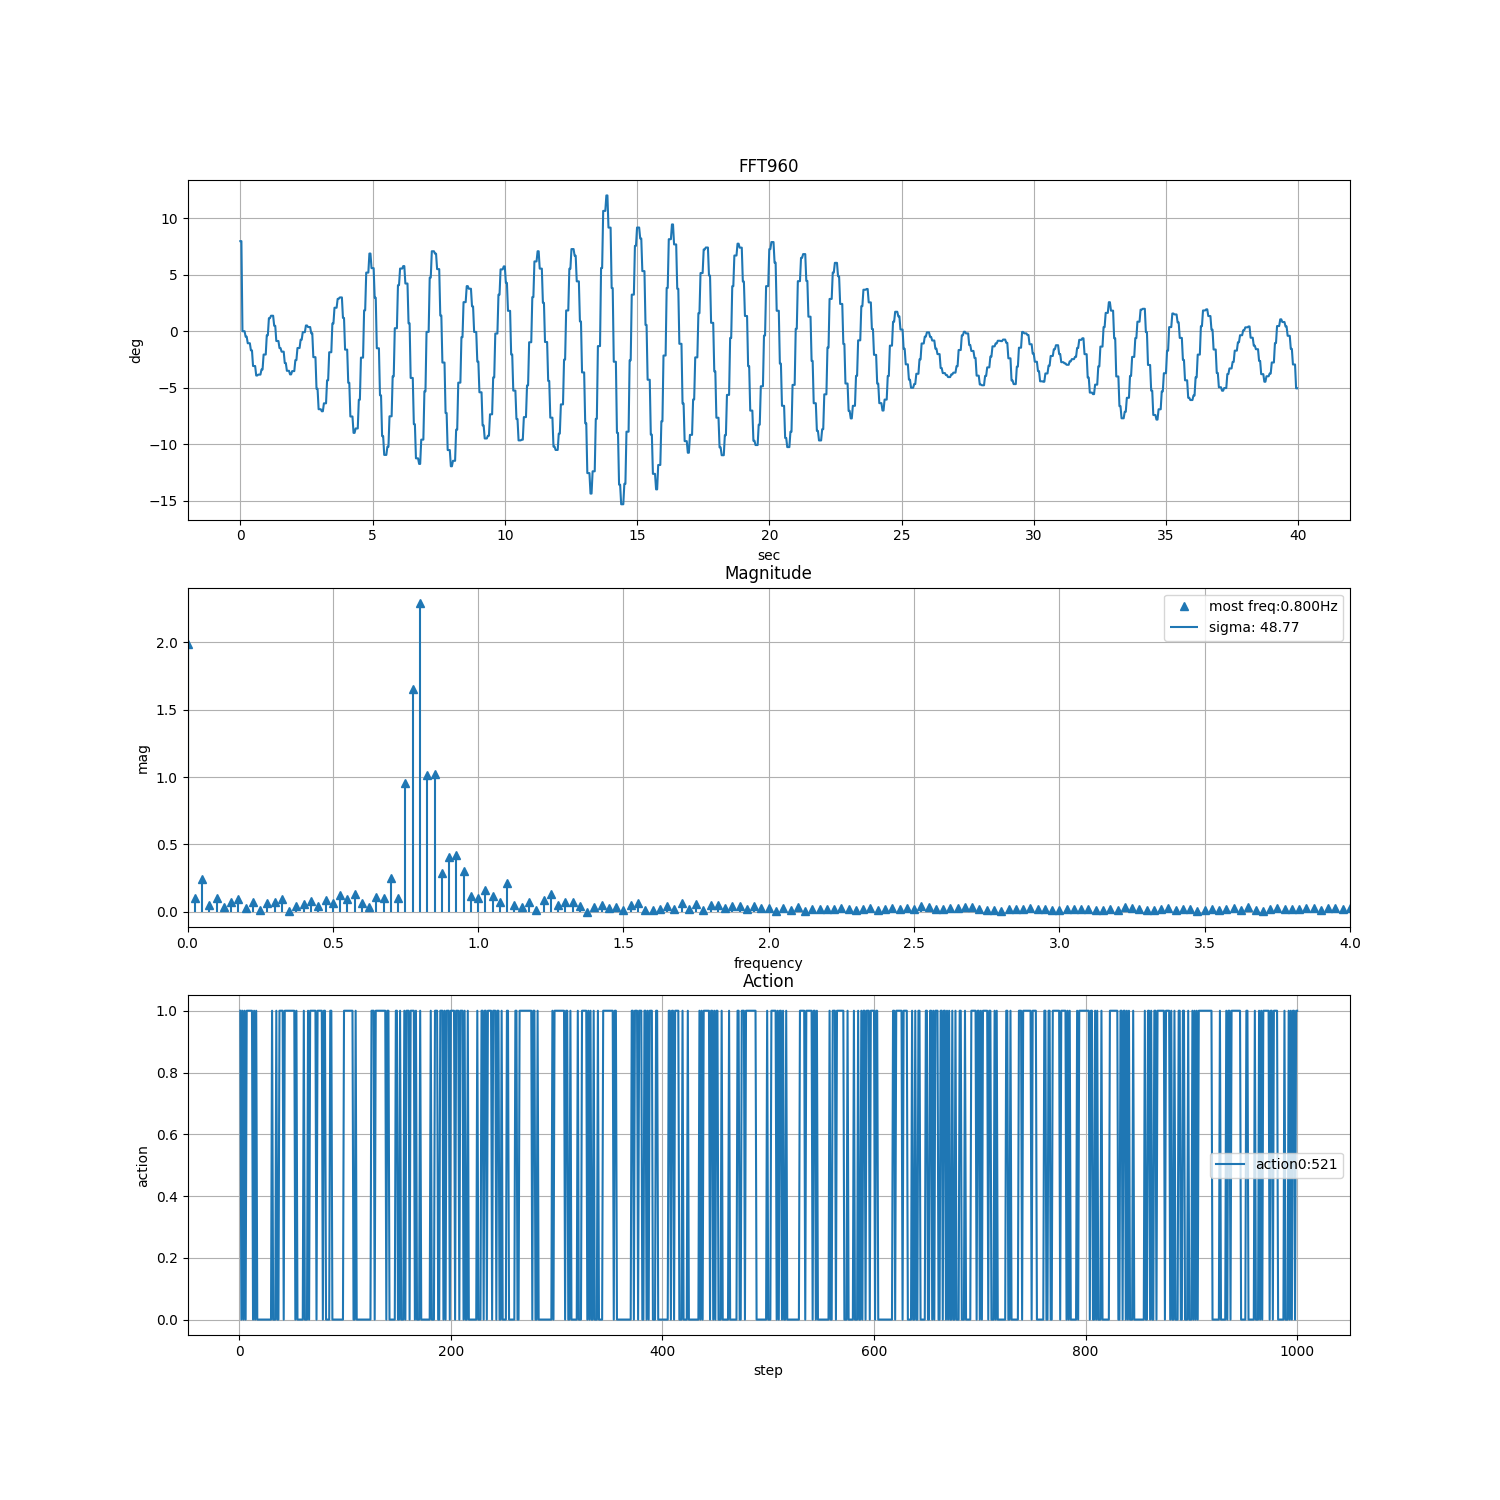 FFT960
10
5
0
−5
−10
−15
deg
0 5 10 15 20 25 30 35 40
sec
Magnitude
most freq:0.800Hz
sigma: 48.77
2.0
1.5
1.0
0.5
0.0
mag
0.0 0.5 1.0 1.5 2.0 2.5 3.0 3.5 4.0
frequency
Action
1.0
0.8
0.6
0.4
0.2
0.0
action
action0:521
0 200 400 600 800 1000
step